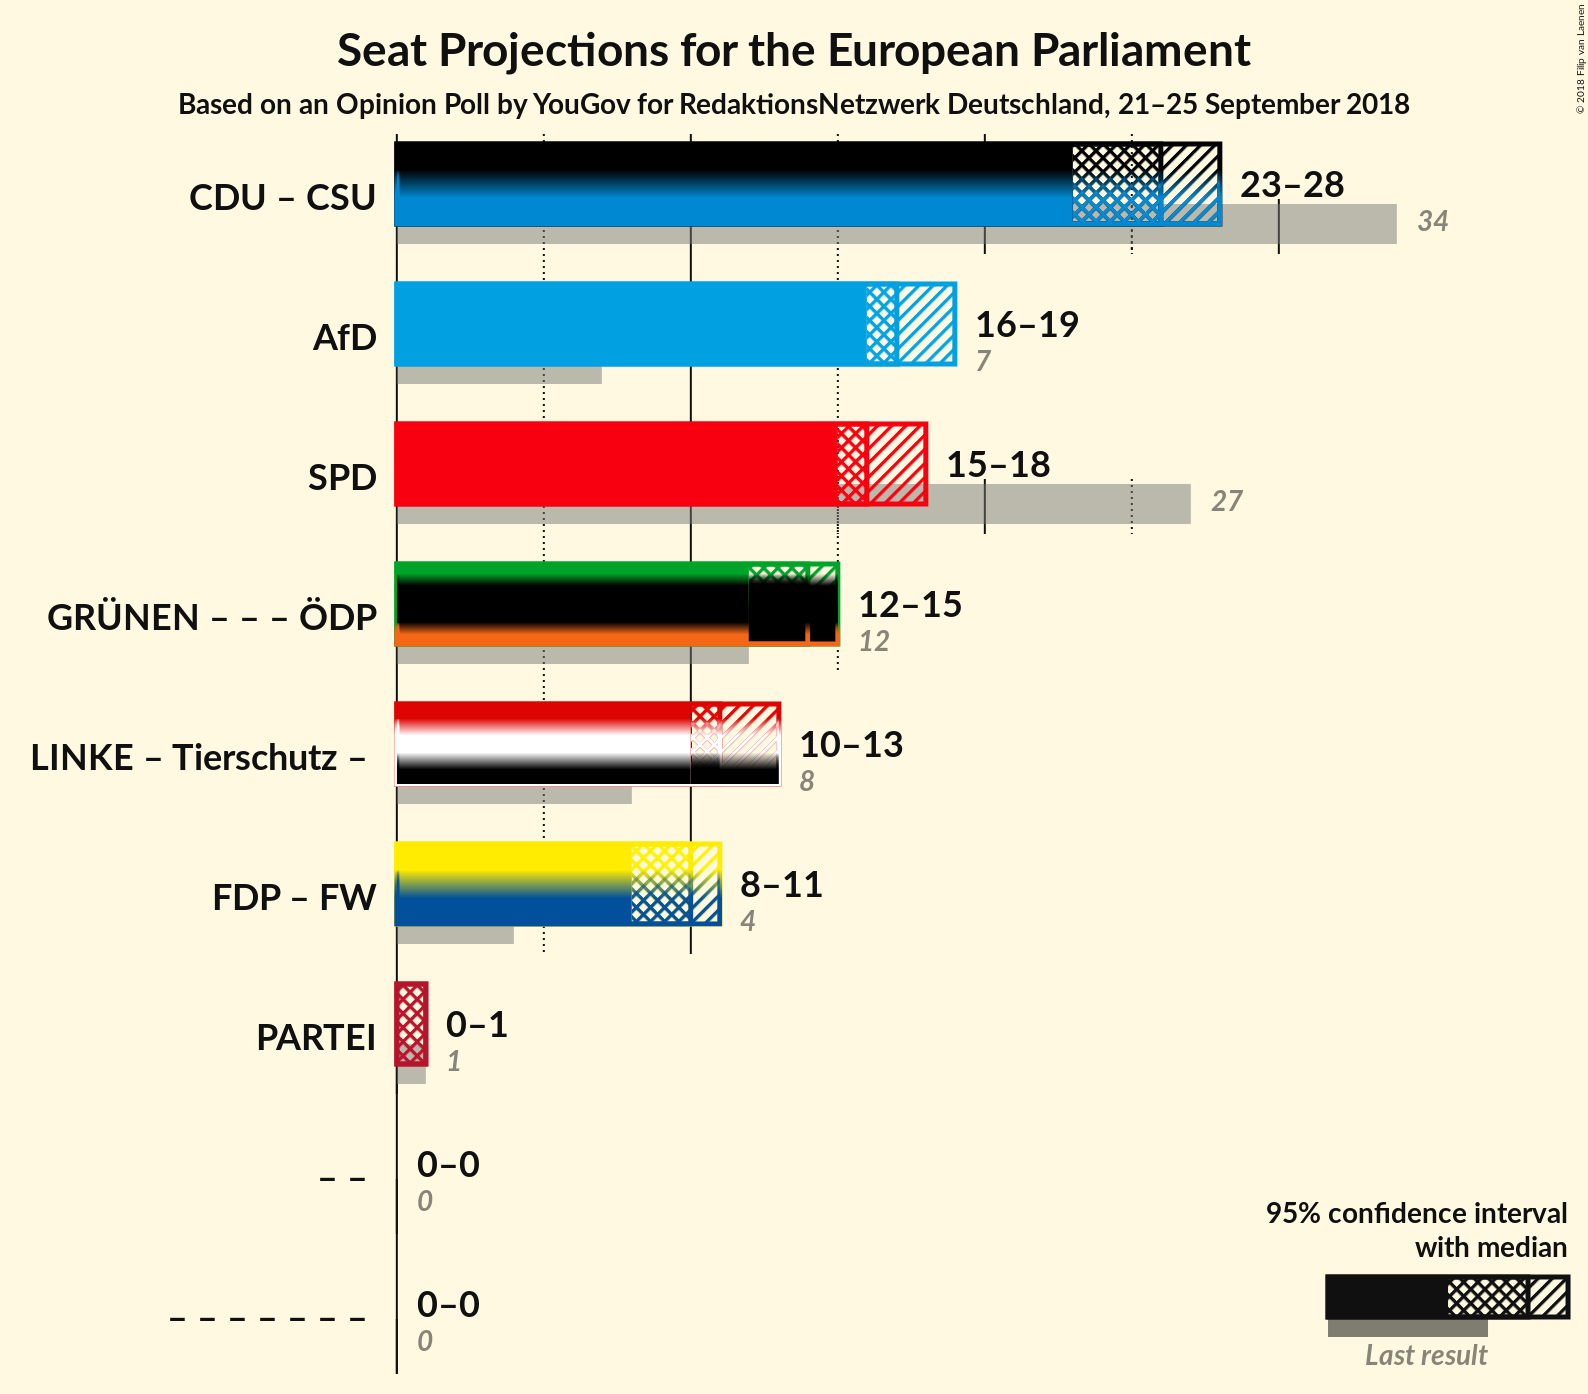 Seat Projections for the European Parliament
Based on an Opinion Poll by YouGov for RedaktionsNetzwerk Deutschland, 21–25 September 2018
© 2018 Filip van Laenen
CDU – CSU
23–28
34
AfD
16–19
7
SPD
15–18
27
GRÜNEN – – – ÖDP
12–15
12
LINKE – Tierschutz –
10–13
8
FDP – FW
8–11
4
PARTEI
0–1
1
– –
0–0
0
– – – – – – –
0–0
0
95% confidence interval
with median
Last result